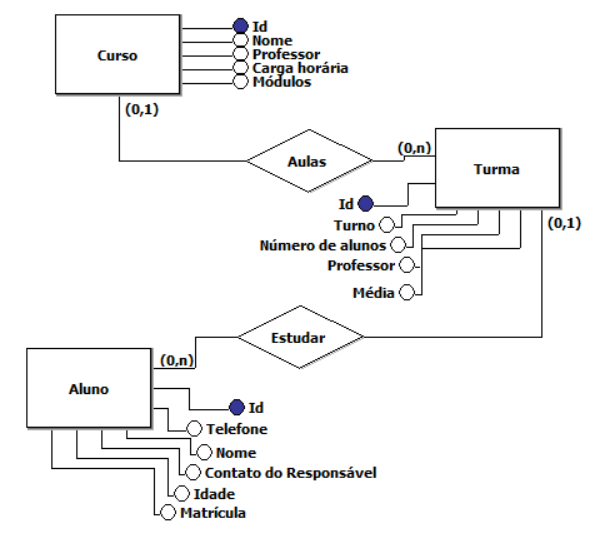 Curso
Id
Nome
Professor
Carga horária
Módulos
(0,1)
Aulas
(0,n)
Turma
Id
Turno
Número de alunos
Professor
Média
(0,1)
Estudar
(0,n)
Aluno
Id
Telefone
Nome
Contato do Responsável
Idade
Matrícula